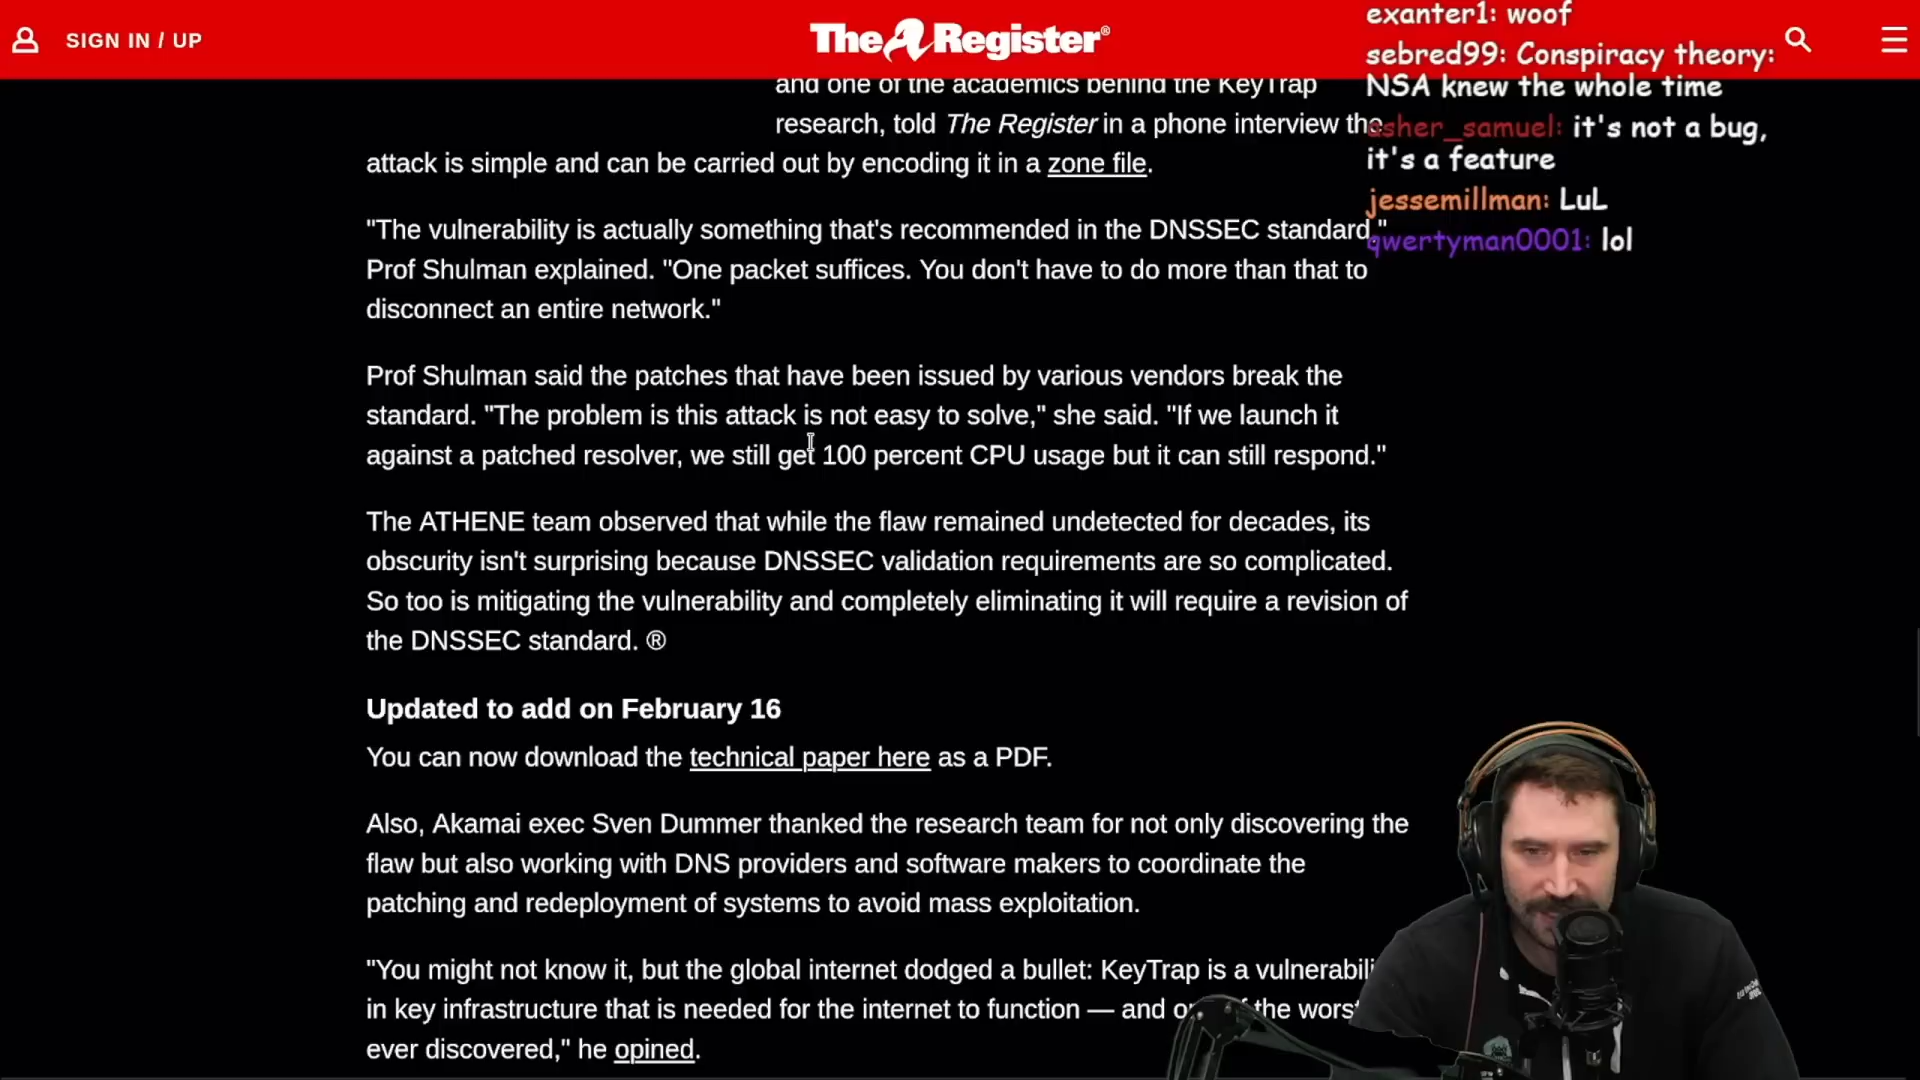 SIGN IN / UP
The Register®
exanter1: woof
sebred99: Conspiracy theory:
NSA knew the whole time
asher_samuel: it's not a bug,
it's a feature
jessemillman: LuL
qwertyman0001: lol
and one of the academics behind the KeyTrap
research, told The Register in a phone interview the
attack is simple and can be carried out by encoding it in a zone file.
"The vulnerability is actually something that's recommended in the DNSSEC standard,"
Prof Shulman explained. "One packet suffices. You don't have to do more than that to
disconnect an entire network."
Prof Shulman said the patches that have been issued by various vendors break the
standard. "The problem is this attack is not easy to solve," she said. "If we launch it
against a patched resolver, we still get 100 percent CPU usage but it can still respond."
The ATHENE team observed that while the flaw remained undetected for decades, its
obscurity isn't surprising because DNSSEC validation requirements are so complicated.
So too is mitigating the vulnerability and completely eliminating it will require a revision of
the DNSSEC standard. ®
Updated to add on February 16
You can now download the technical paper here as a PDF.
Also, Akamai exec Sven Dummer thanked the research team for not only discovering the
flaw but also working with DNS providers and software makers to coordinate the
patching and redeployment of systems to avoid mass exploitation.
"You might not know it, but the global internet dodged a bullet: KeyTrap is a
in key infrastructure that is needed for the internet to function — and the worst
ever discovered," he opined.